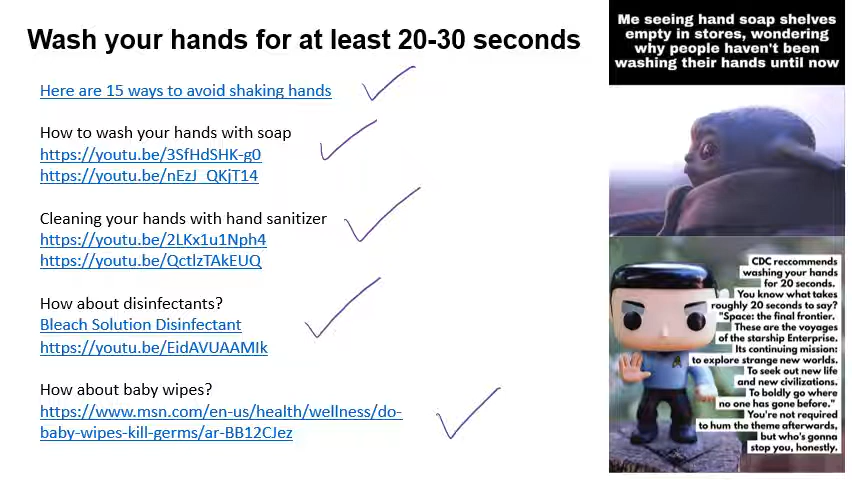 Wash your hands for at least 20-30 seconds
Here are 15 ways to avoid shaking hands
How to wash your hands with soap
https://youtu.be/3SfHdSHK-g0
https://youtu.be/nEzJ_QKjT14
Cleaning your hands with hand sanitizer
https://youtu.be/2LKx1u1Nph4
https://youtu.be/QctlzTAkEUQ
How about disinfectants?
Bleach Solution Disinfectant
https://youtu.be/EidAVUAAMIk
How about baby wipes?
https://www.msn.com/en-us/health/wellness/do-
baby-wipes-kill-germs/ar-BB12CJez
Me seeing hand soap shelves
empty in stores, wondering
why people haven't been
washing their hands until now
CDC reccommends
washing your hands
for 20 seconds.
You know what takes
roughly 20 seconds to say?
"Space: the final frontier.
These are the voyages
of the starship Enterprise.
Its continuing mission:
to explore strange new worlds.
To seek out new life
and new civilizations.
To boldly go where
no one has gone before."
You're not required
to hum the theme afterwards,
but who's gonna
stop you, honestly.